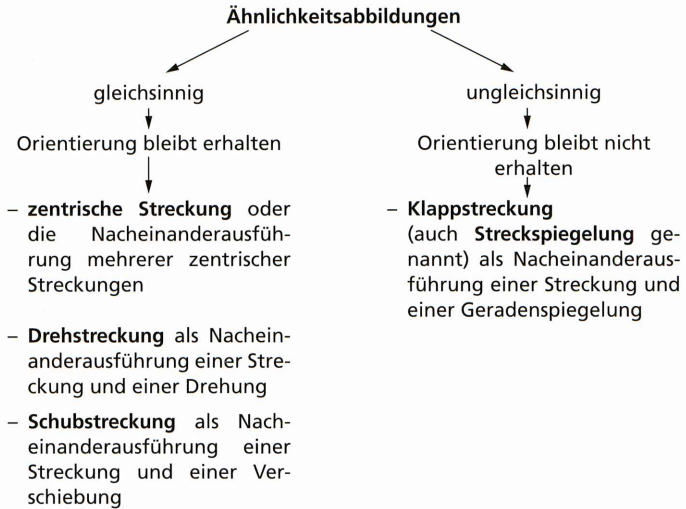 Ähnlichkeitsabbildungen
gleichsinnig
Orientierung bleibt erhalten
– zentrische Streckung oder
die Nacheinanderausfüh-
rung mehrerer zentrischer
Streckungen
– Drehstreckung als Nachein-
anderausführung einer Stre-
ckung und einer Drehung
– Schubstreckung als Nach-
einanderausführung einer
Streckung und einer Ver-
schiebung
ungleichsinnig
Orientierung bleibt nicht
erhalten
– Klappstreckung
(auch Streckspiegelung ge-
nannt) als Nacheinanderaus-
führung einer Streckung und
einer Geradenspiegelung